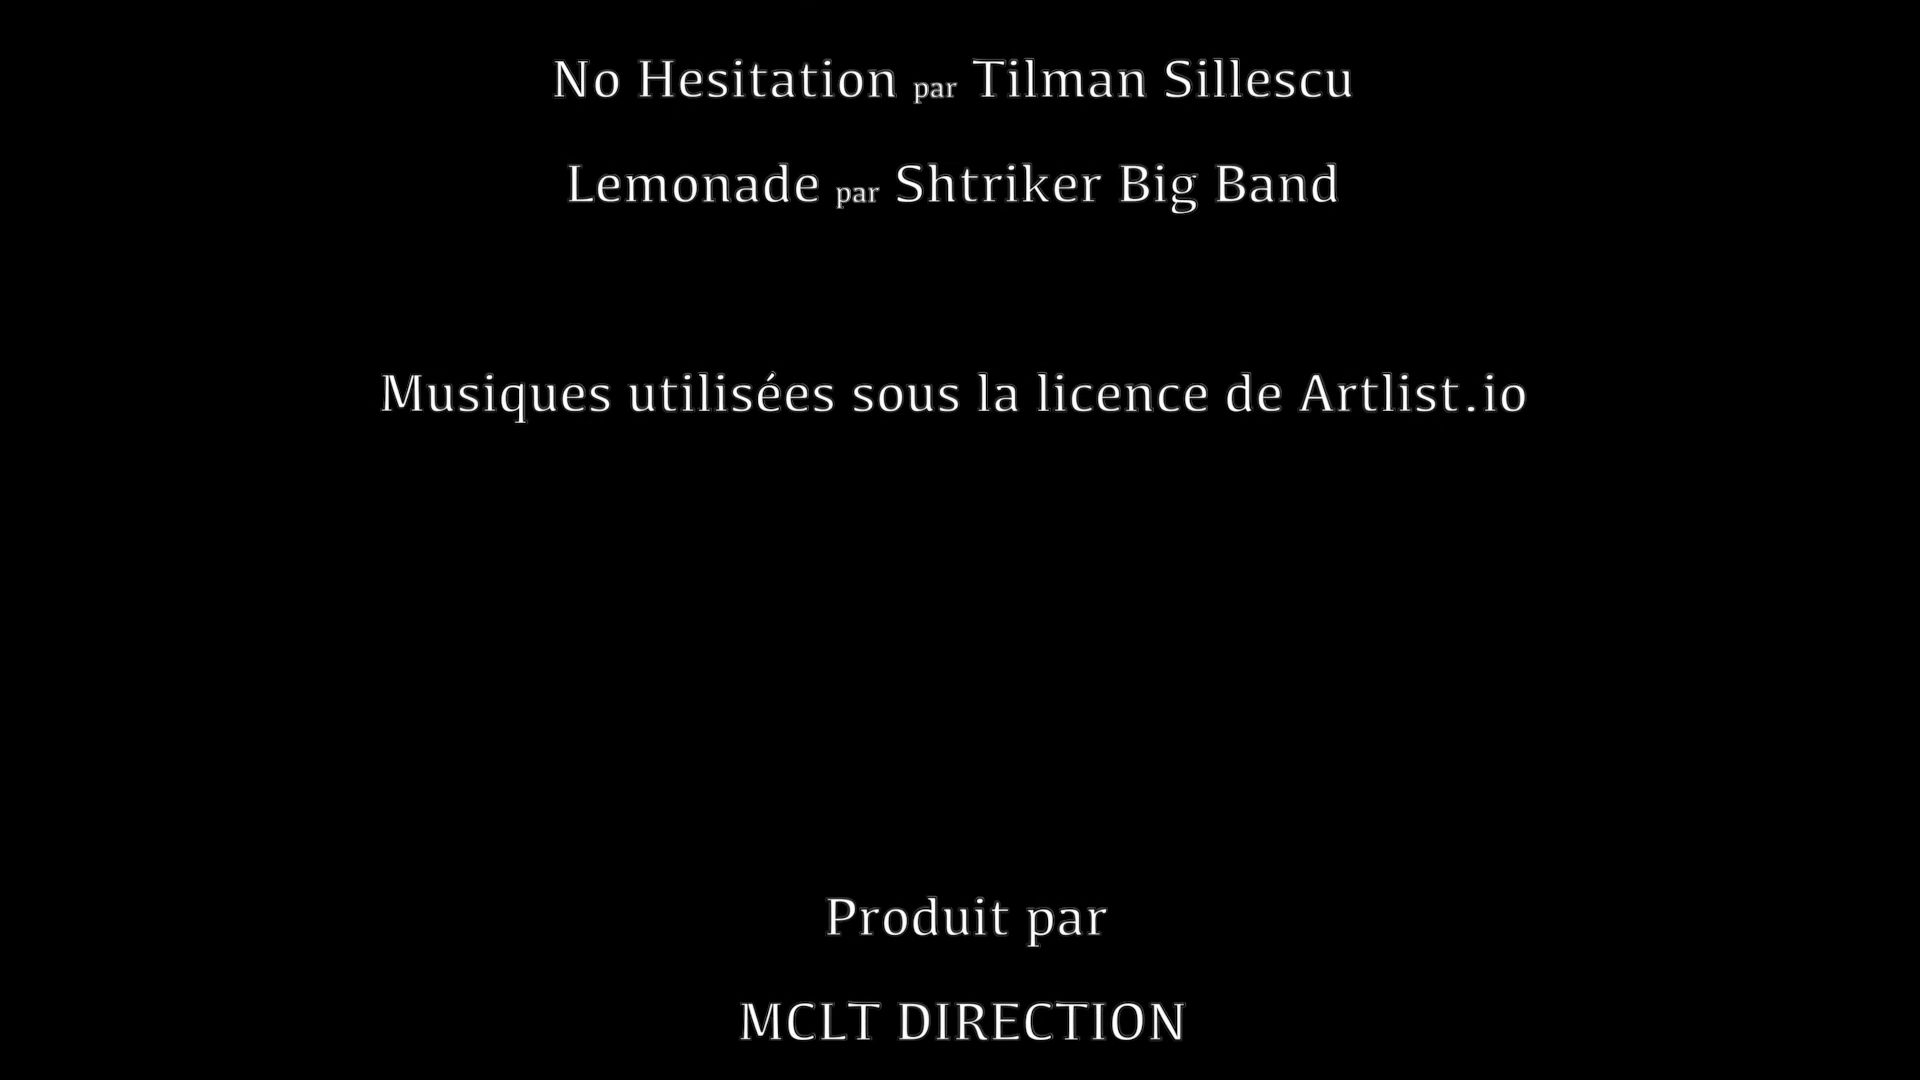 No Hesitation par Tilman Sillescu
Lemonade par Shtriker Big Band
Musiques utilisées sous la licence de Artlist.io
Produit par
MCLT DIRECTION